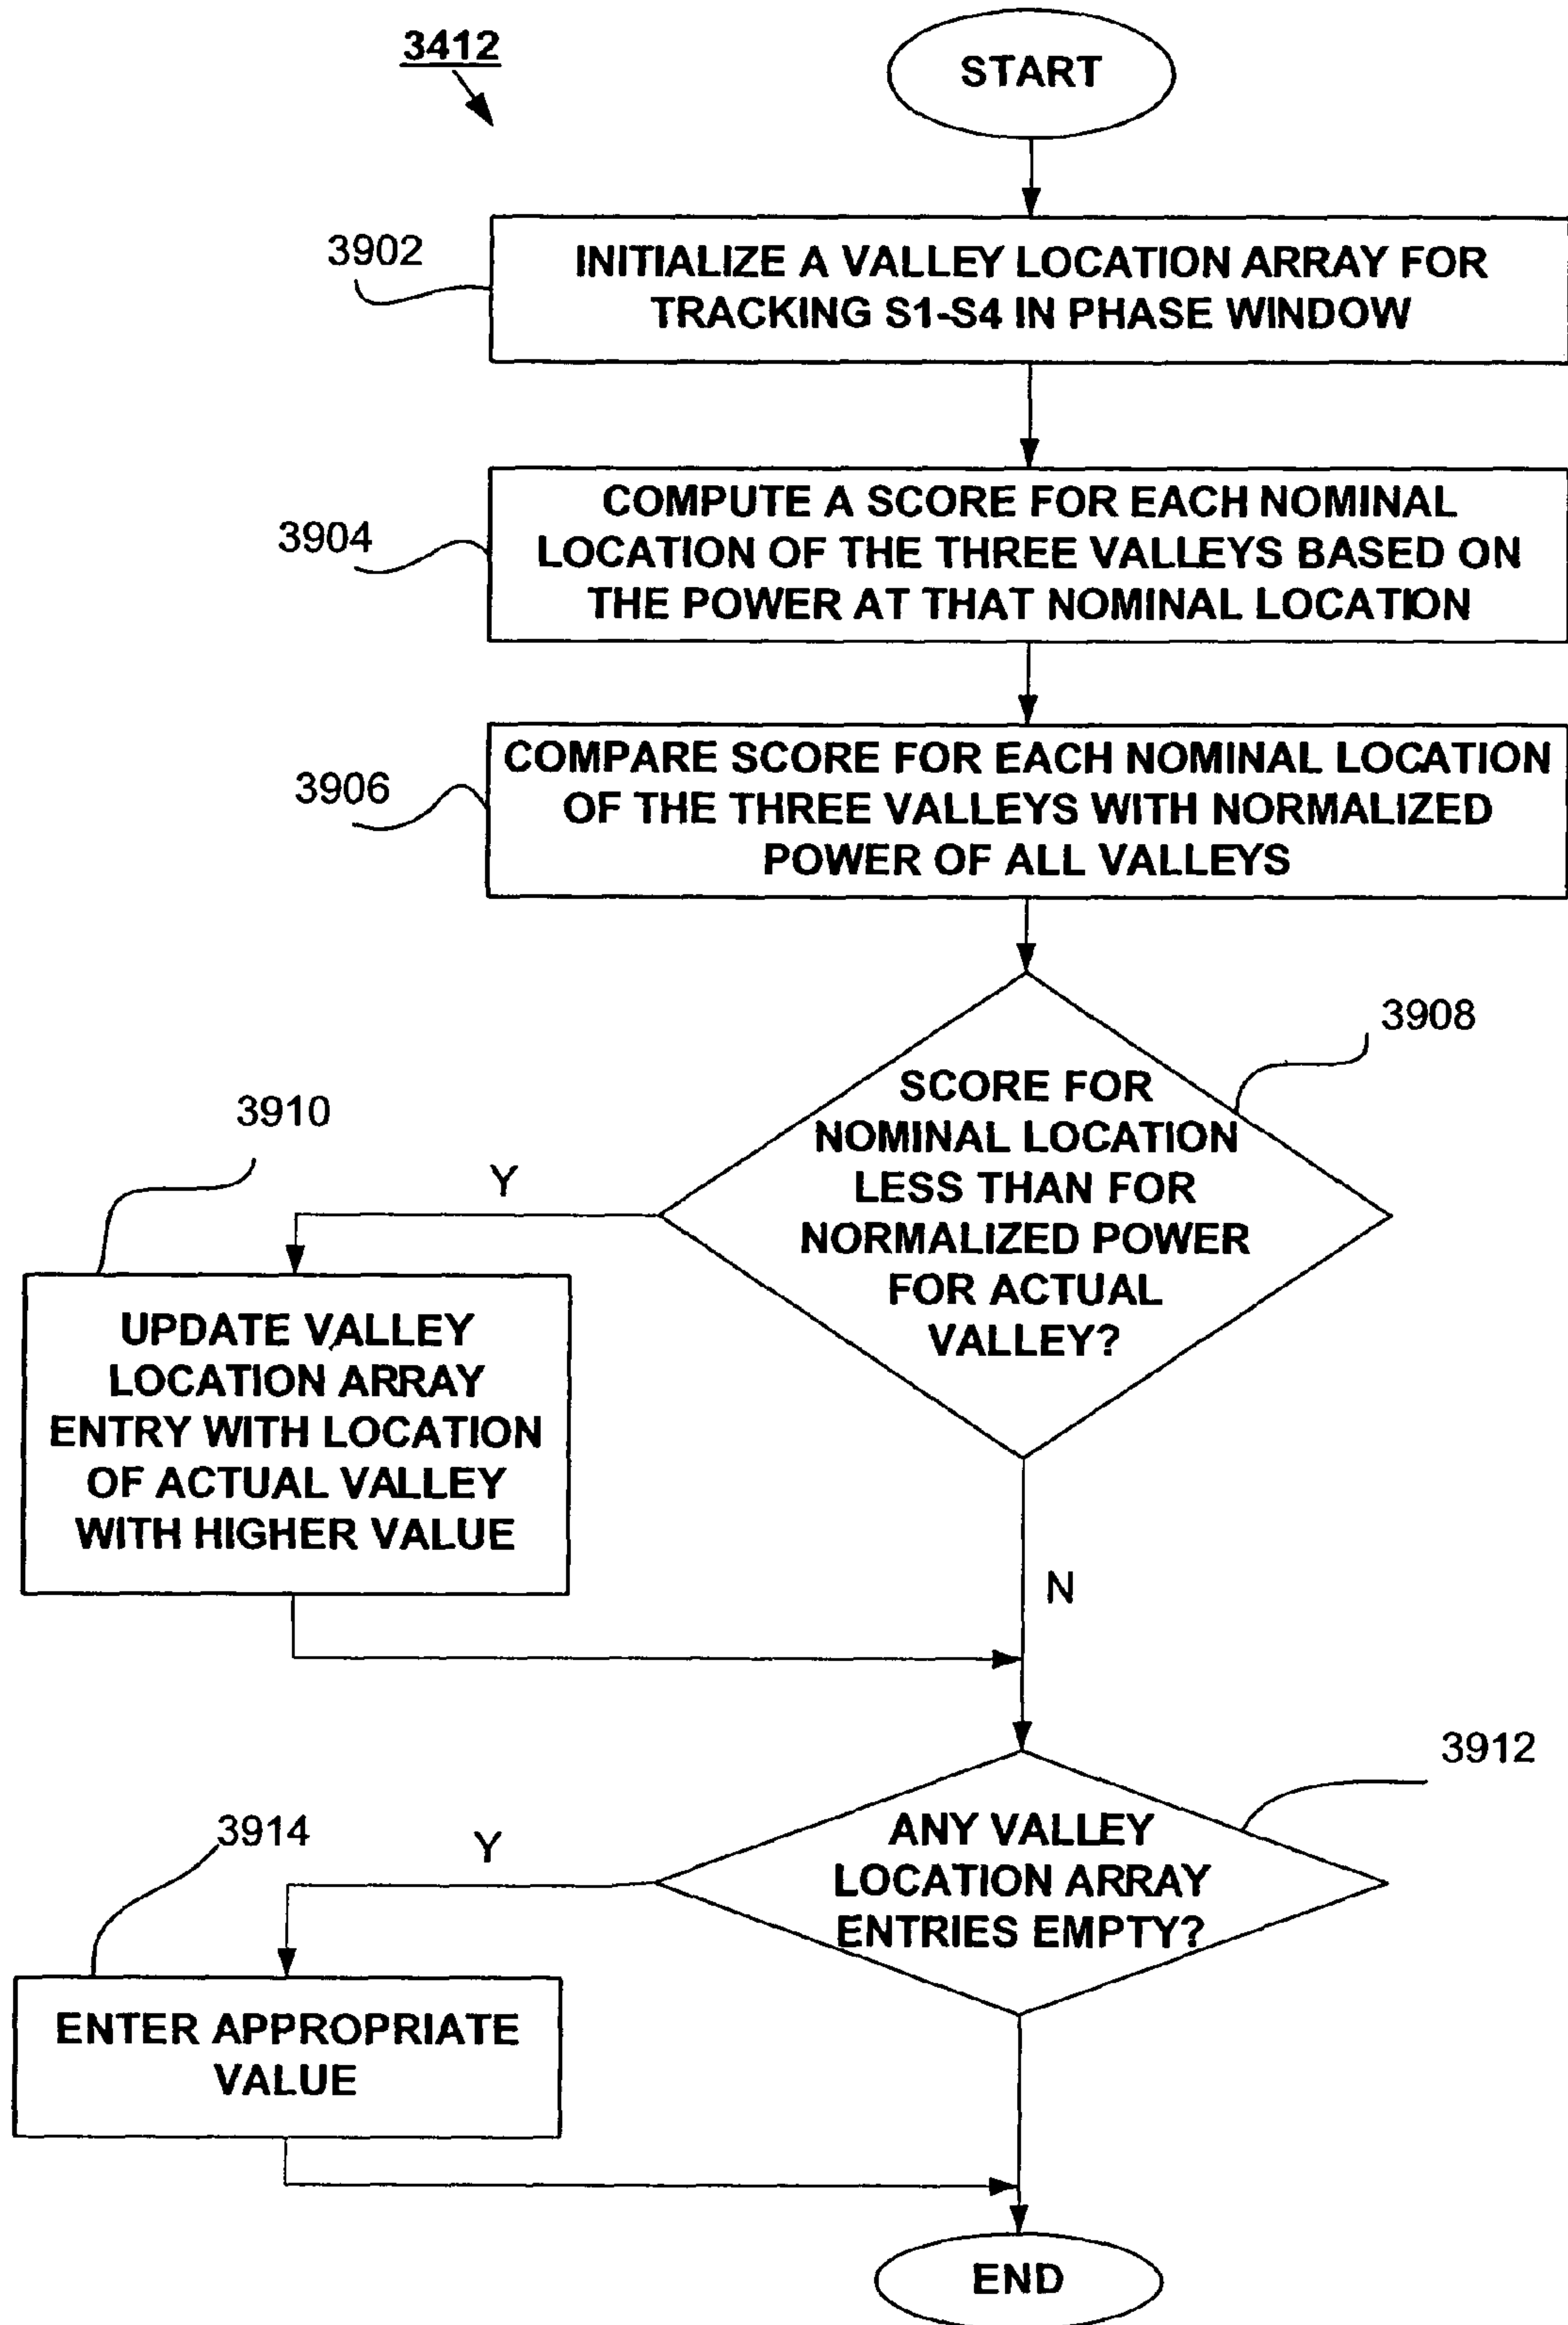 3412
START
3902
INITIALIZE A VALLEY LOCATION ARRAY FOR
TRACKING S1-S4 IN PHASE WINDOW
3904
COMPUTE A SCORE FOR EACH NOMINAL
LOCATION OF THE THREE VALLEYS BASED ON
THE POWER AT THAT NOMINAL LOCATION
3906
COMPARE SCORE FOR EACH NOMINAL LOCATION
OF THE THREE VALLEYS WITH NORMALIZED
POWER OF ALL VALLEYS
3908
SCORE FOR
NOMINAL LOCATION
LESS THAN FOR
NORMALIZED POWER
FOR ACTUAL
VALLEY?
Y
N
3910
UPDATE VALLEY
LOCATION ARRAY
ENTRY WITH LOCATION
OF ACTUAL VALLEY
WITH HIGHER VALUE
3912
ANY VALLEY
LOCATION ARRAY
ENTRIES EMPTY?
Y
3914
ENTER APPROPRIATE
VALUE
END